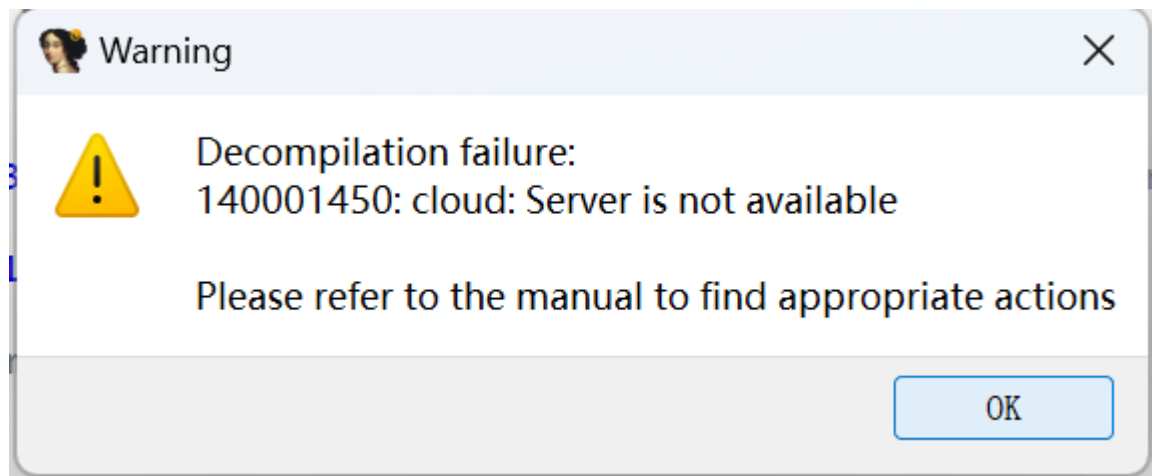 Warning
Decompilation failure:
140001450: cloud: Server is not available
Please refer to the manual to find appropriate actions
OK